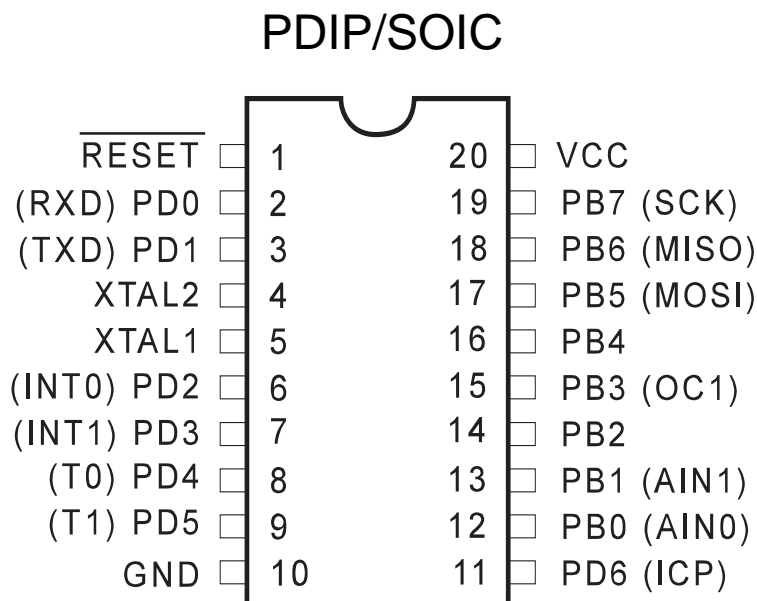 PDIP/SOIC
RESET 1 20 VCC
(RXD) PD0 2 19 PB7 (SCK)
(TXD) PD1 3 18 PB6 (MISO)
XTAL2 4 17 PB5 (MOSI)
XTAL1 5 16 PB4
(INT0) PD2 6 15 PB3 (OC1)
(INT1) PD3 7 14 PB2
(T0) PD4 8 13 PB1 (AIN1)
(T1) PD5 9 12 PB0 (AIN0)
GND 10 11 PD6 (ICP)